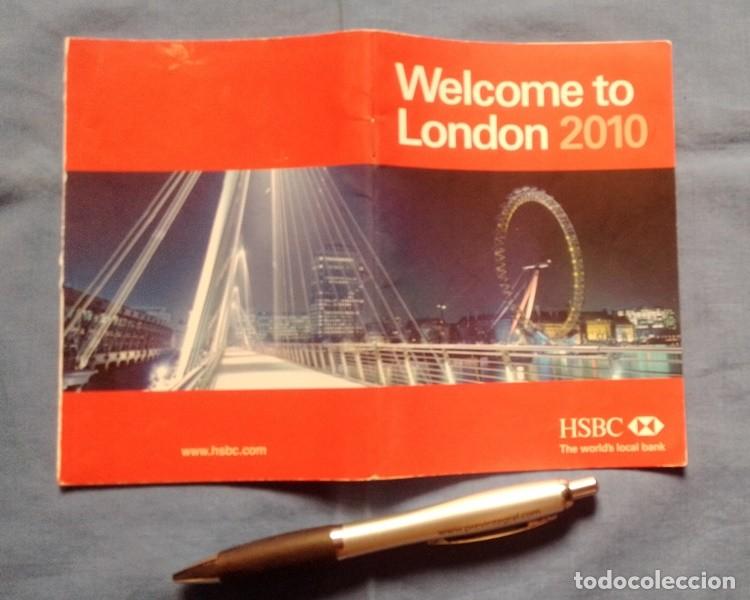 Welcome to
London 2010
HSBC
The world's local bank
www.hsbc.com
todocoleccion